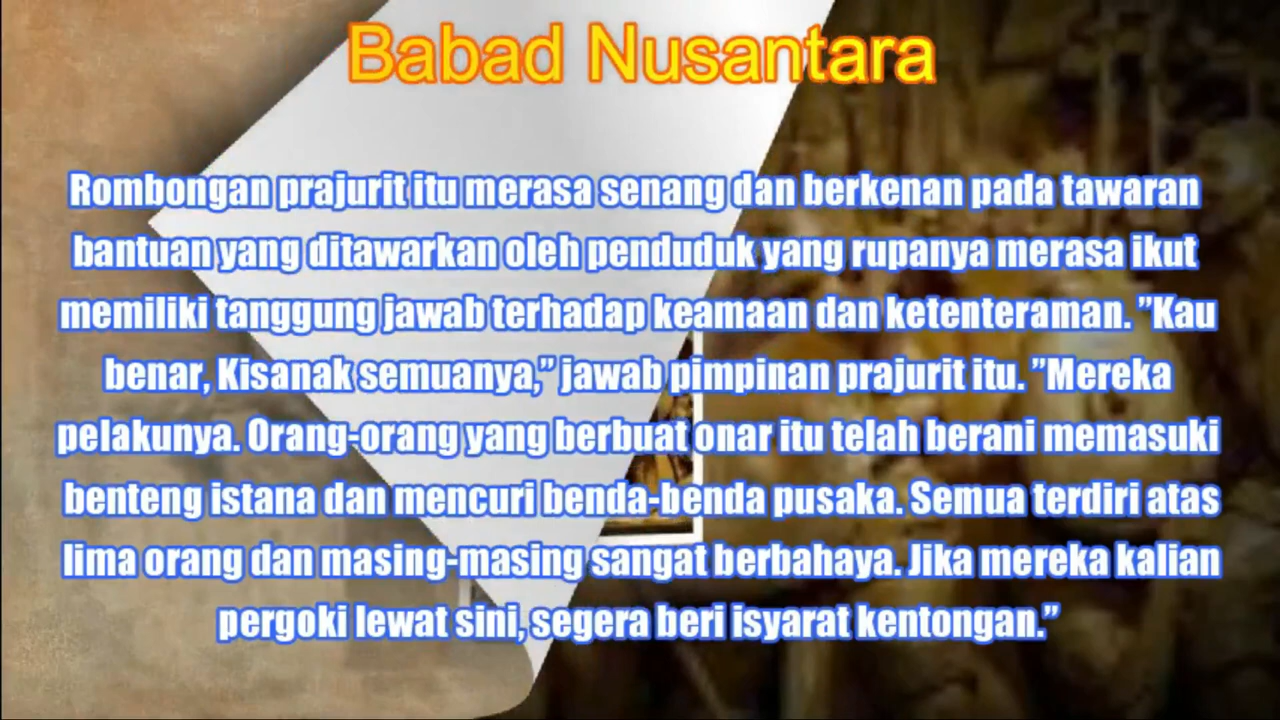 Babad Nusantara
Rombongan prajurit itu merasa senang dan berkenan pada tawaran
bantuan yang ditawarkan oleh penduduk yang rupanya merasa ikut
memiliki tanggung jawab terhadap keamaan dan ketenteraman. ”Kau
benar, Kisanak semuanya,” jawab pimpinan prajurit itu. ”Mereka
pelakunya. Orang-orang yang berbuat onar itu telah berani memasuki
benteng istana dan mencuri benda-benda pusaka. Semua terdiri atas
lima orang dan masing-masing sangat berbahaya. Jika mereka kalian
pergoki lewat sini, segera beri isyarat kentongan.”